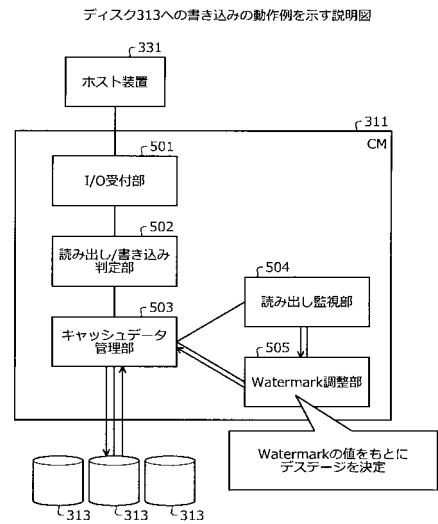 ディスク313への書き込みの動作例を示す説明図
331
ホスト装置
311
CM
501
I/O受付部
502
読み出し/書き込み
判定部
503
キャッシュデータ
管理部
504
読み出し監視部
505
Watermark調整部
Watermarkの値をもとに
デステージを決定
313
313
313